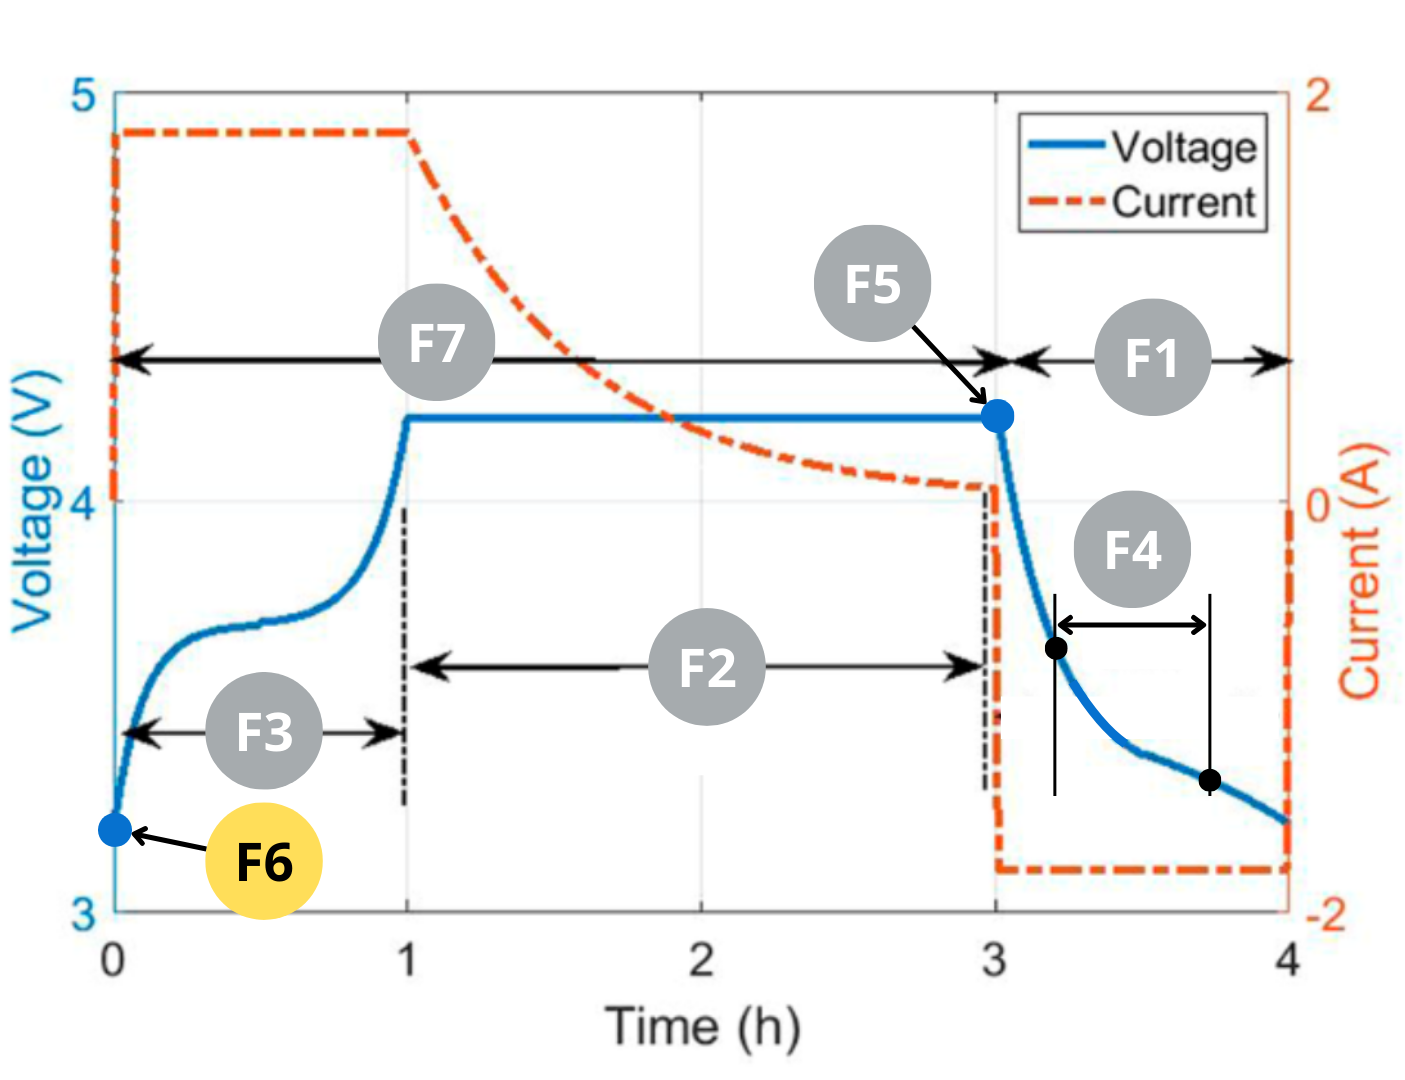 5
2
Voltage
Current
F5
F7
F1
Voltage (V)
4
0
Current (A)
F4
F2
F3
F6
3
-2
0
1
2
3
4
Time (h)